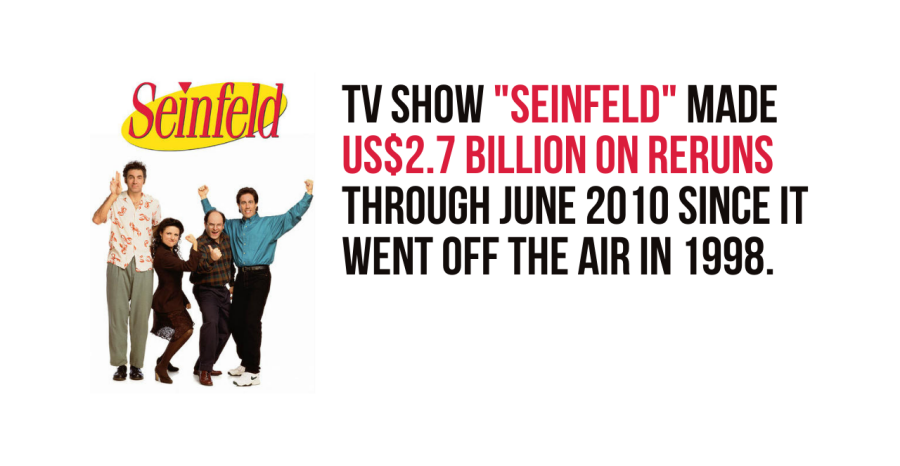 Seinfeld
TV SHOW "SEINFELD" MADE
US$2.7 BILLION ON RERUNS
THROUGH JUNE 2010 SINCE IT
WENT OFF THE AIR IN 1998.